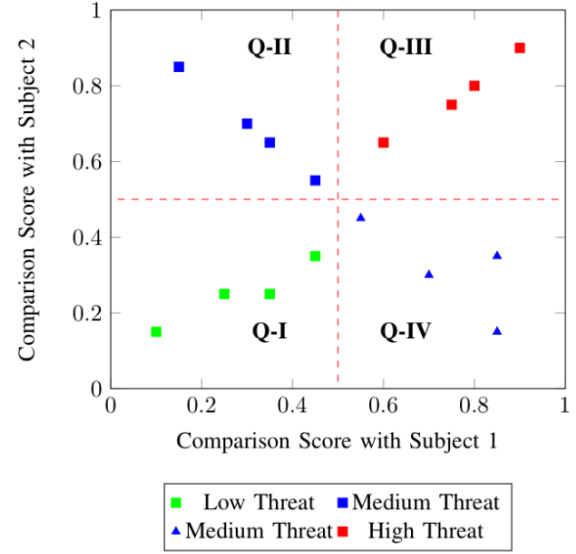 1
Q-II Q-III
0.8
0.6
0.4
0.2
Q-I Q-IV
0
0 0.2 0.4 0.6 0.8 1
Comparison Score with Subject 2
Comparison Score with Subject 1
Low Threat Medium Threat
Medium Threat High Threat